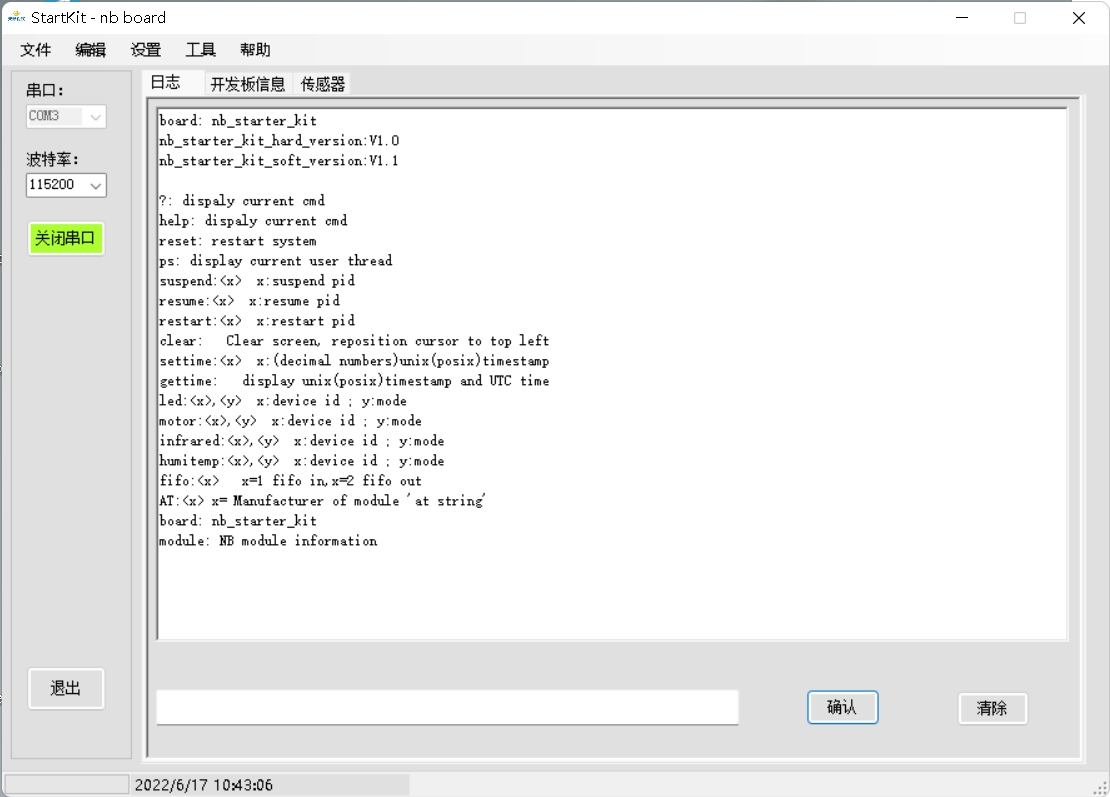 StartKit - nb board
文件 编辑 设置 工具 帮助
串口:
COM3
波特率:
115200
关闭串口
退出
日志 开发板信息 传感器
board: nb_starter_kit
nb_starter_kit_hard_version:V1.0
nb_starter_kit_soft_version:V1.1
?: dispaly current cmd
help: dispaly current cmd
reset: restart system
ps: display current user thread
suspend:<x>  x:suspend pid
resume:<x>  x:resume pid
restart:<x>  x:restart pid
clear:   Clear screen, reposition cursor to top left
settime:<x>  x:(decimal numbers)unix(posix)timestamp
gettime:   display unix(posix)timestamp and UTC time
led:<x>,<y>  x:device id ; y:mode
motor:<x>,<y>  x:device id ; y:mode
infrared:<x>,<y>  x:device id ; y:mode
humitemp:<x>,<y>  x:device id ; y:mode
fifo:<x>   x=1 fifo in,x=2 fifo out
AT:<x> x= Manufacturer of module 'at string'
board: nb_starter_kit
module: NB module information
确认 清除
2022/6/17 10:43:06